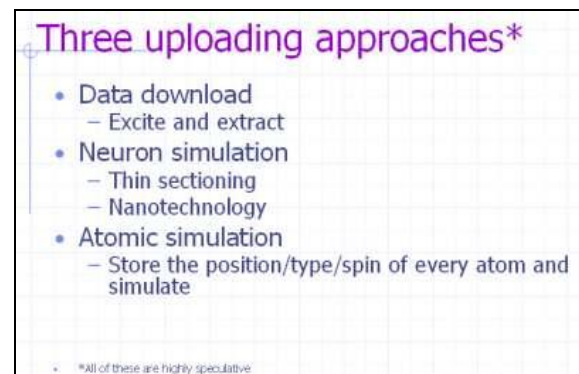 Three uploading approaches*
• Data download
– Excite and extract
• Neuron simulation
– Thin sectioning
– Nanotechnology
• Atomic simulation
– Store the position/type/spin of every atom and
simulate
• *All of these are highly speculative